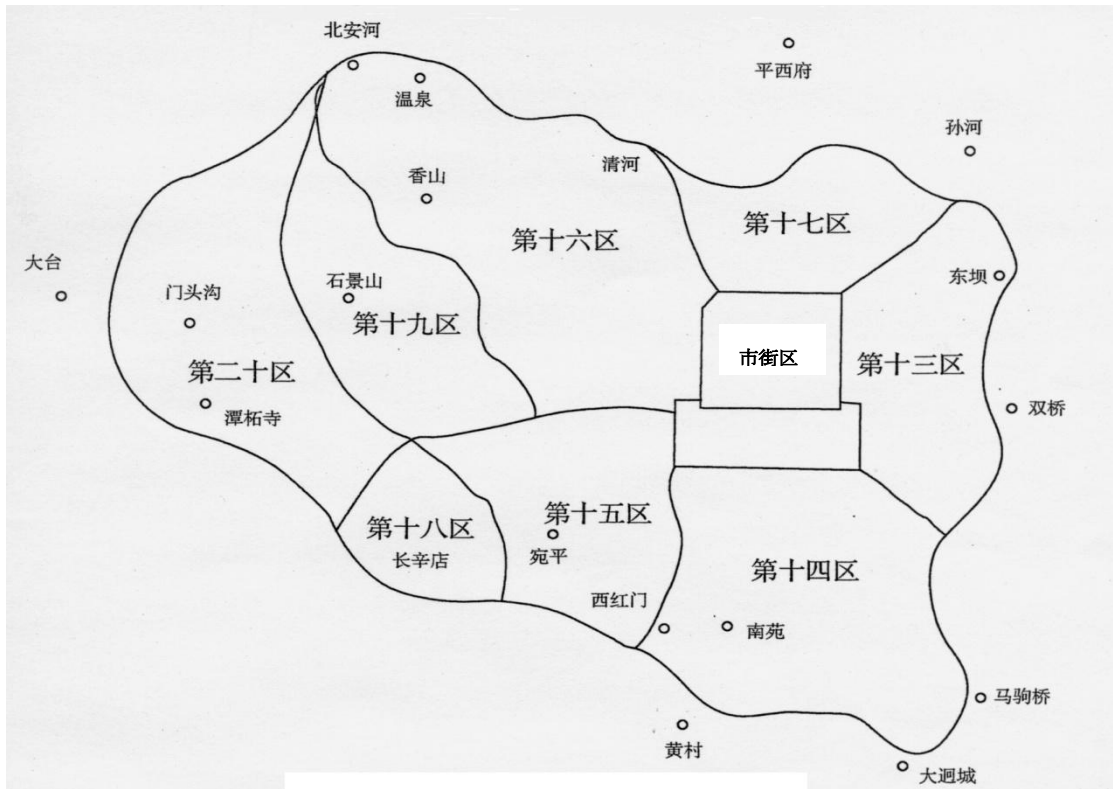 北安河
温泉
平西府
孙河
清河
香山
第十七区
第十六区
大台
东坝
石景山
门头沟
第十九区
市街区
第十三区
第二十区
潭柘寺
双桥
第十五区
第十八区
宛平
长辛店
第十四区
西红门
南苑
马驹桥
黄村
大迥城